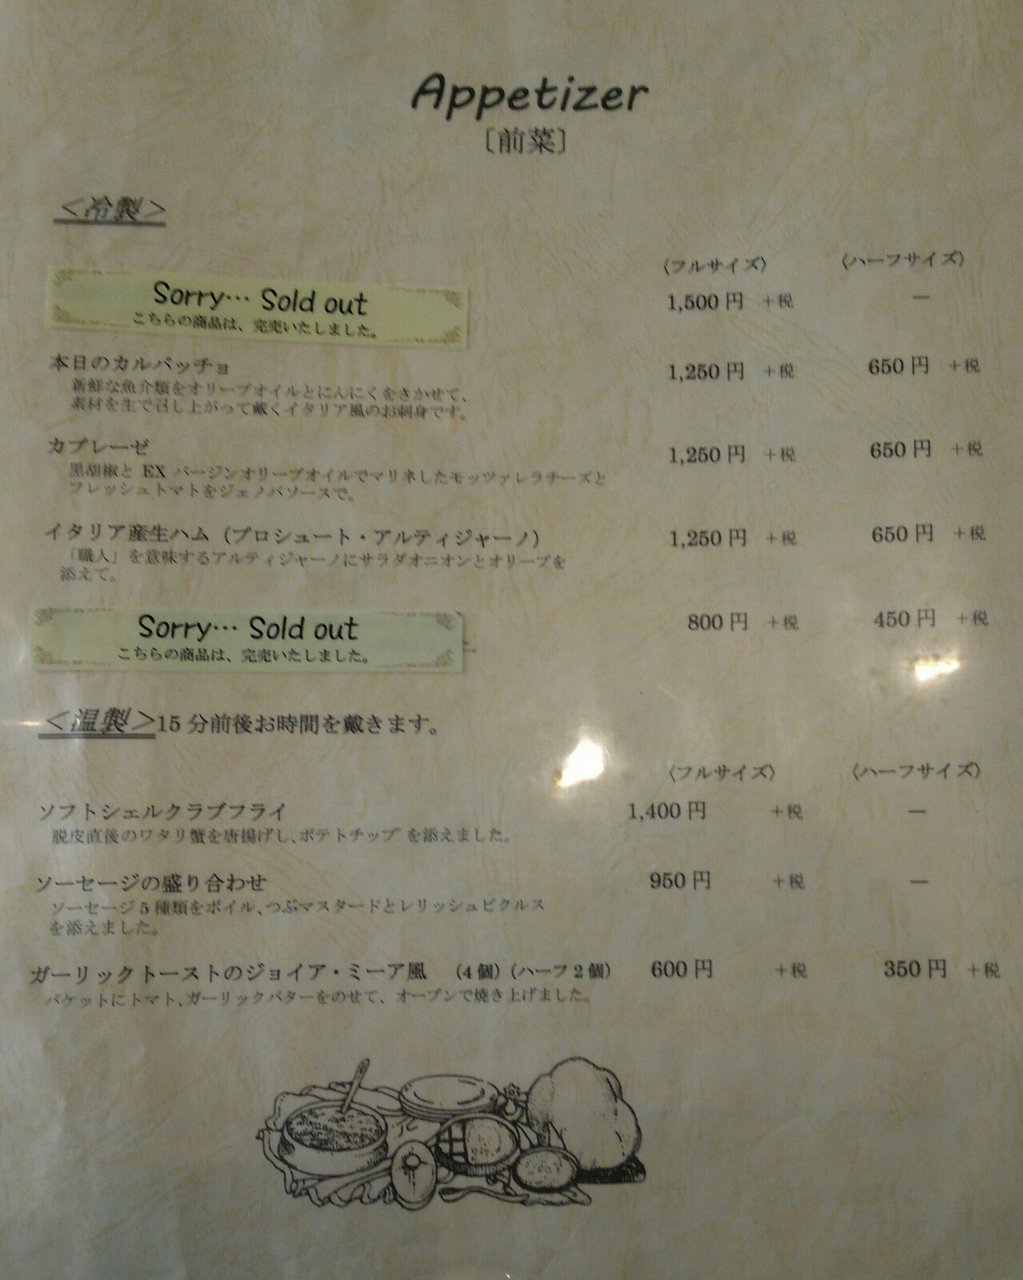 Appetizer
〔前菜〕
<冷製>
〈フルサイズ〉 〈ハーフサイズ〉
Sorry… Sold out
こちらの商品は、完売いたしました。
1,500円 +税 ―
本日のカルパッチョ 1,250円 +税 650円 +税
新鮮な魚介類をオリーブオイルとにんにくをきかせて、
素材を生で召し上がって戴くイタリア風のお刺身です。
カプレーゼ 1,250円 +税 650円 +税
黒胡椒と EX バージンオリーブオイルでマリネしたモッツァレラチーズと
フレッシュトマトをジェノバソースで。
イタリア産生ハム (プロシュート・アルティジャーノ) 1,250円 +税 650円 +税
「職人」を意味するアルティジャーノにサラダオニオンとオリーブを
添えて。
Sorry… Sold out
こちらの商品は、完売いたしました。
800円 +税 450円 +税
<温製>15分前後お時間を戴きます。
〈フルサイズ〉 〈ハーフサイズ〉
ソフトシェルクラブフライ 1,400円 +税 ―
脱皮直後のワタリ蟹を唐揚げし、ポテトチップを添えました。
ソーセージの盛り合わせ 950円 +税 ―
ソーセージ5種類をボイル、つぶマスタードとレリッシュピクルス
を添えました。
ガーリックトーストのジョイア・ミーア風 (4個)(ハーフ2個) 600円 +税 350円 +税
バケットにトマト、ガーリックバターをのせて、オーブンで焼き上げました。